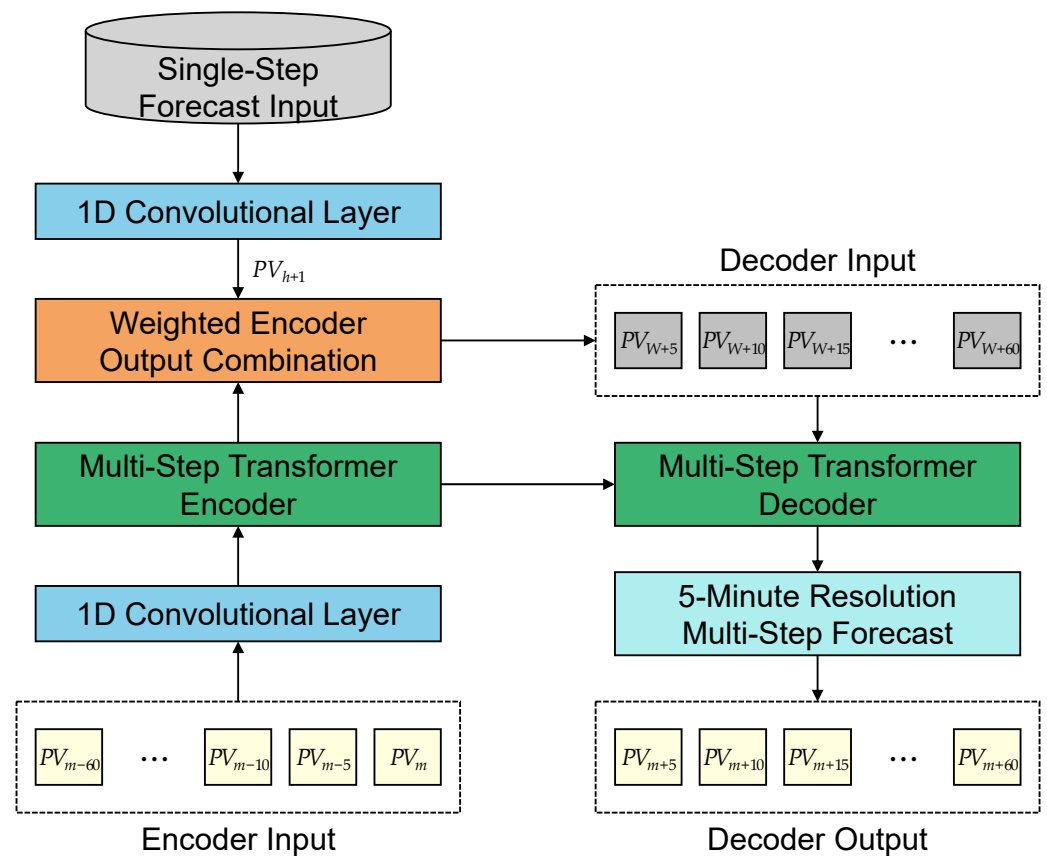 Single-Step
Forecast Input
1D Convolutional Layer
PV_{h+1}
Weighted Encoder
Output Combination
Multi-Step Transformer
Encoder
1D Convolutional Layer
PV_{m−60} ... PV_{m−10} PV_{m−5} PV_m
Encoder Input
Decoder Input
PV_{W+5} PV_{W+10} PV_{W+15} ... PV_{W+60}
Multi-Step Transformer
Decoder
5-Minute Resolution
Multi-Step Forecast
PV_{m+5} PV_{m+10} PV_{m+15} ... PV_{m+60}
Decoder Output